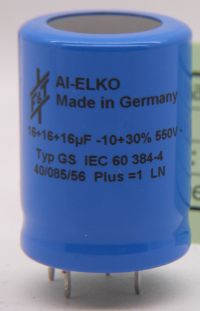 F&T
Al-ELKO
Made in Germany
16+16+16µF -10+30% 550V-
Typ GS IEC 60 384-4
40/085/56 Plus =1 LN